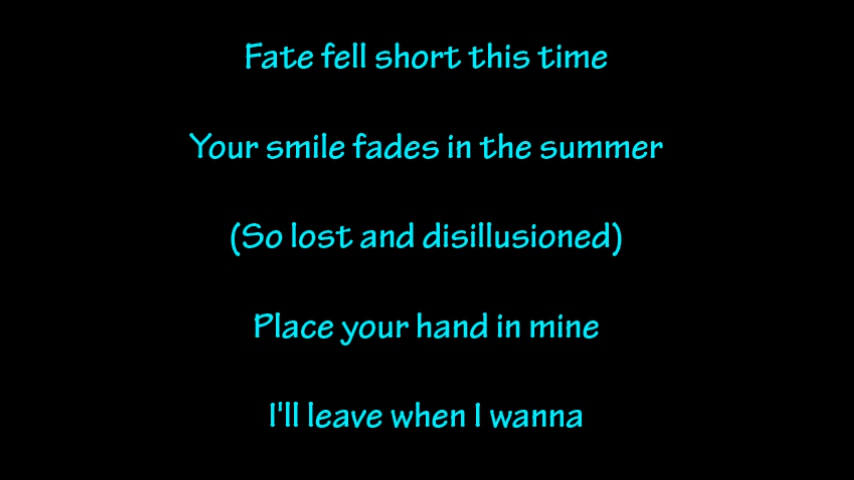 Fate fell short this time
Your smile fades in the summer
(So lost and disillusioned)
Place your hand in mine
I'll leave when I wanna